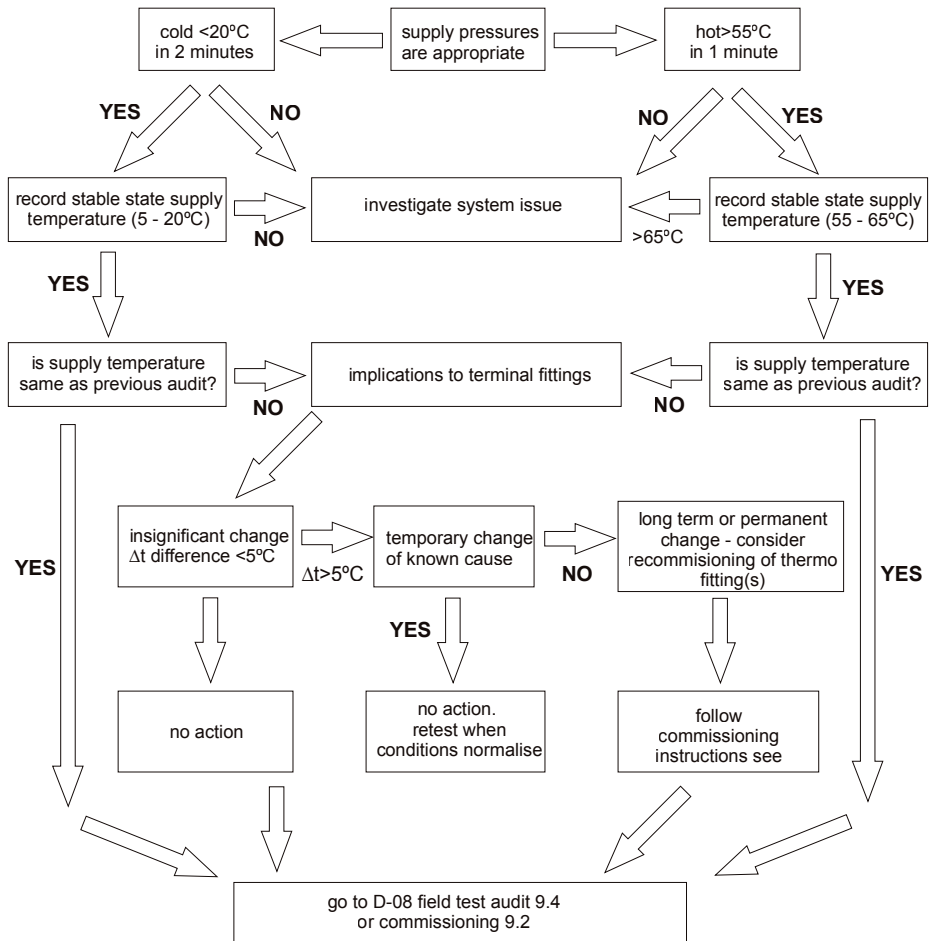 cold <20ºC
in 2 minutes
supply pressures
are appropriate
hot>55ºC
in 1 minute
YES
NO
NO
YES
record stable state supply
temperature (5 - 20ºC)
NO
investigate system issue
>65ºC
record stable state supply
temperature (55 - 65ºC)
YES
YES
is supply temperature
same as previous audit?
NO
implications to terminal fittings
NO
is supply temperature
same as previous audit?
YES
insignificant change
Δt difference <5ºC
Δt>5ºC
temporary change
of known cause
NO
long term or permanent
change - consider
recommisioning of thermo
fitting(s)
YES
YES
no action
no action.
retest when
conditions normalise
follow
commissioning
instructions see
go to D-08 field test audit 9.4
or commissioning 9.2